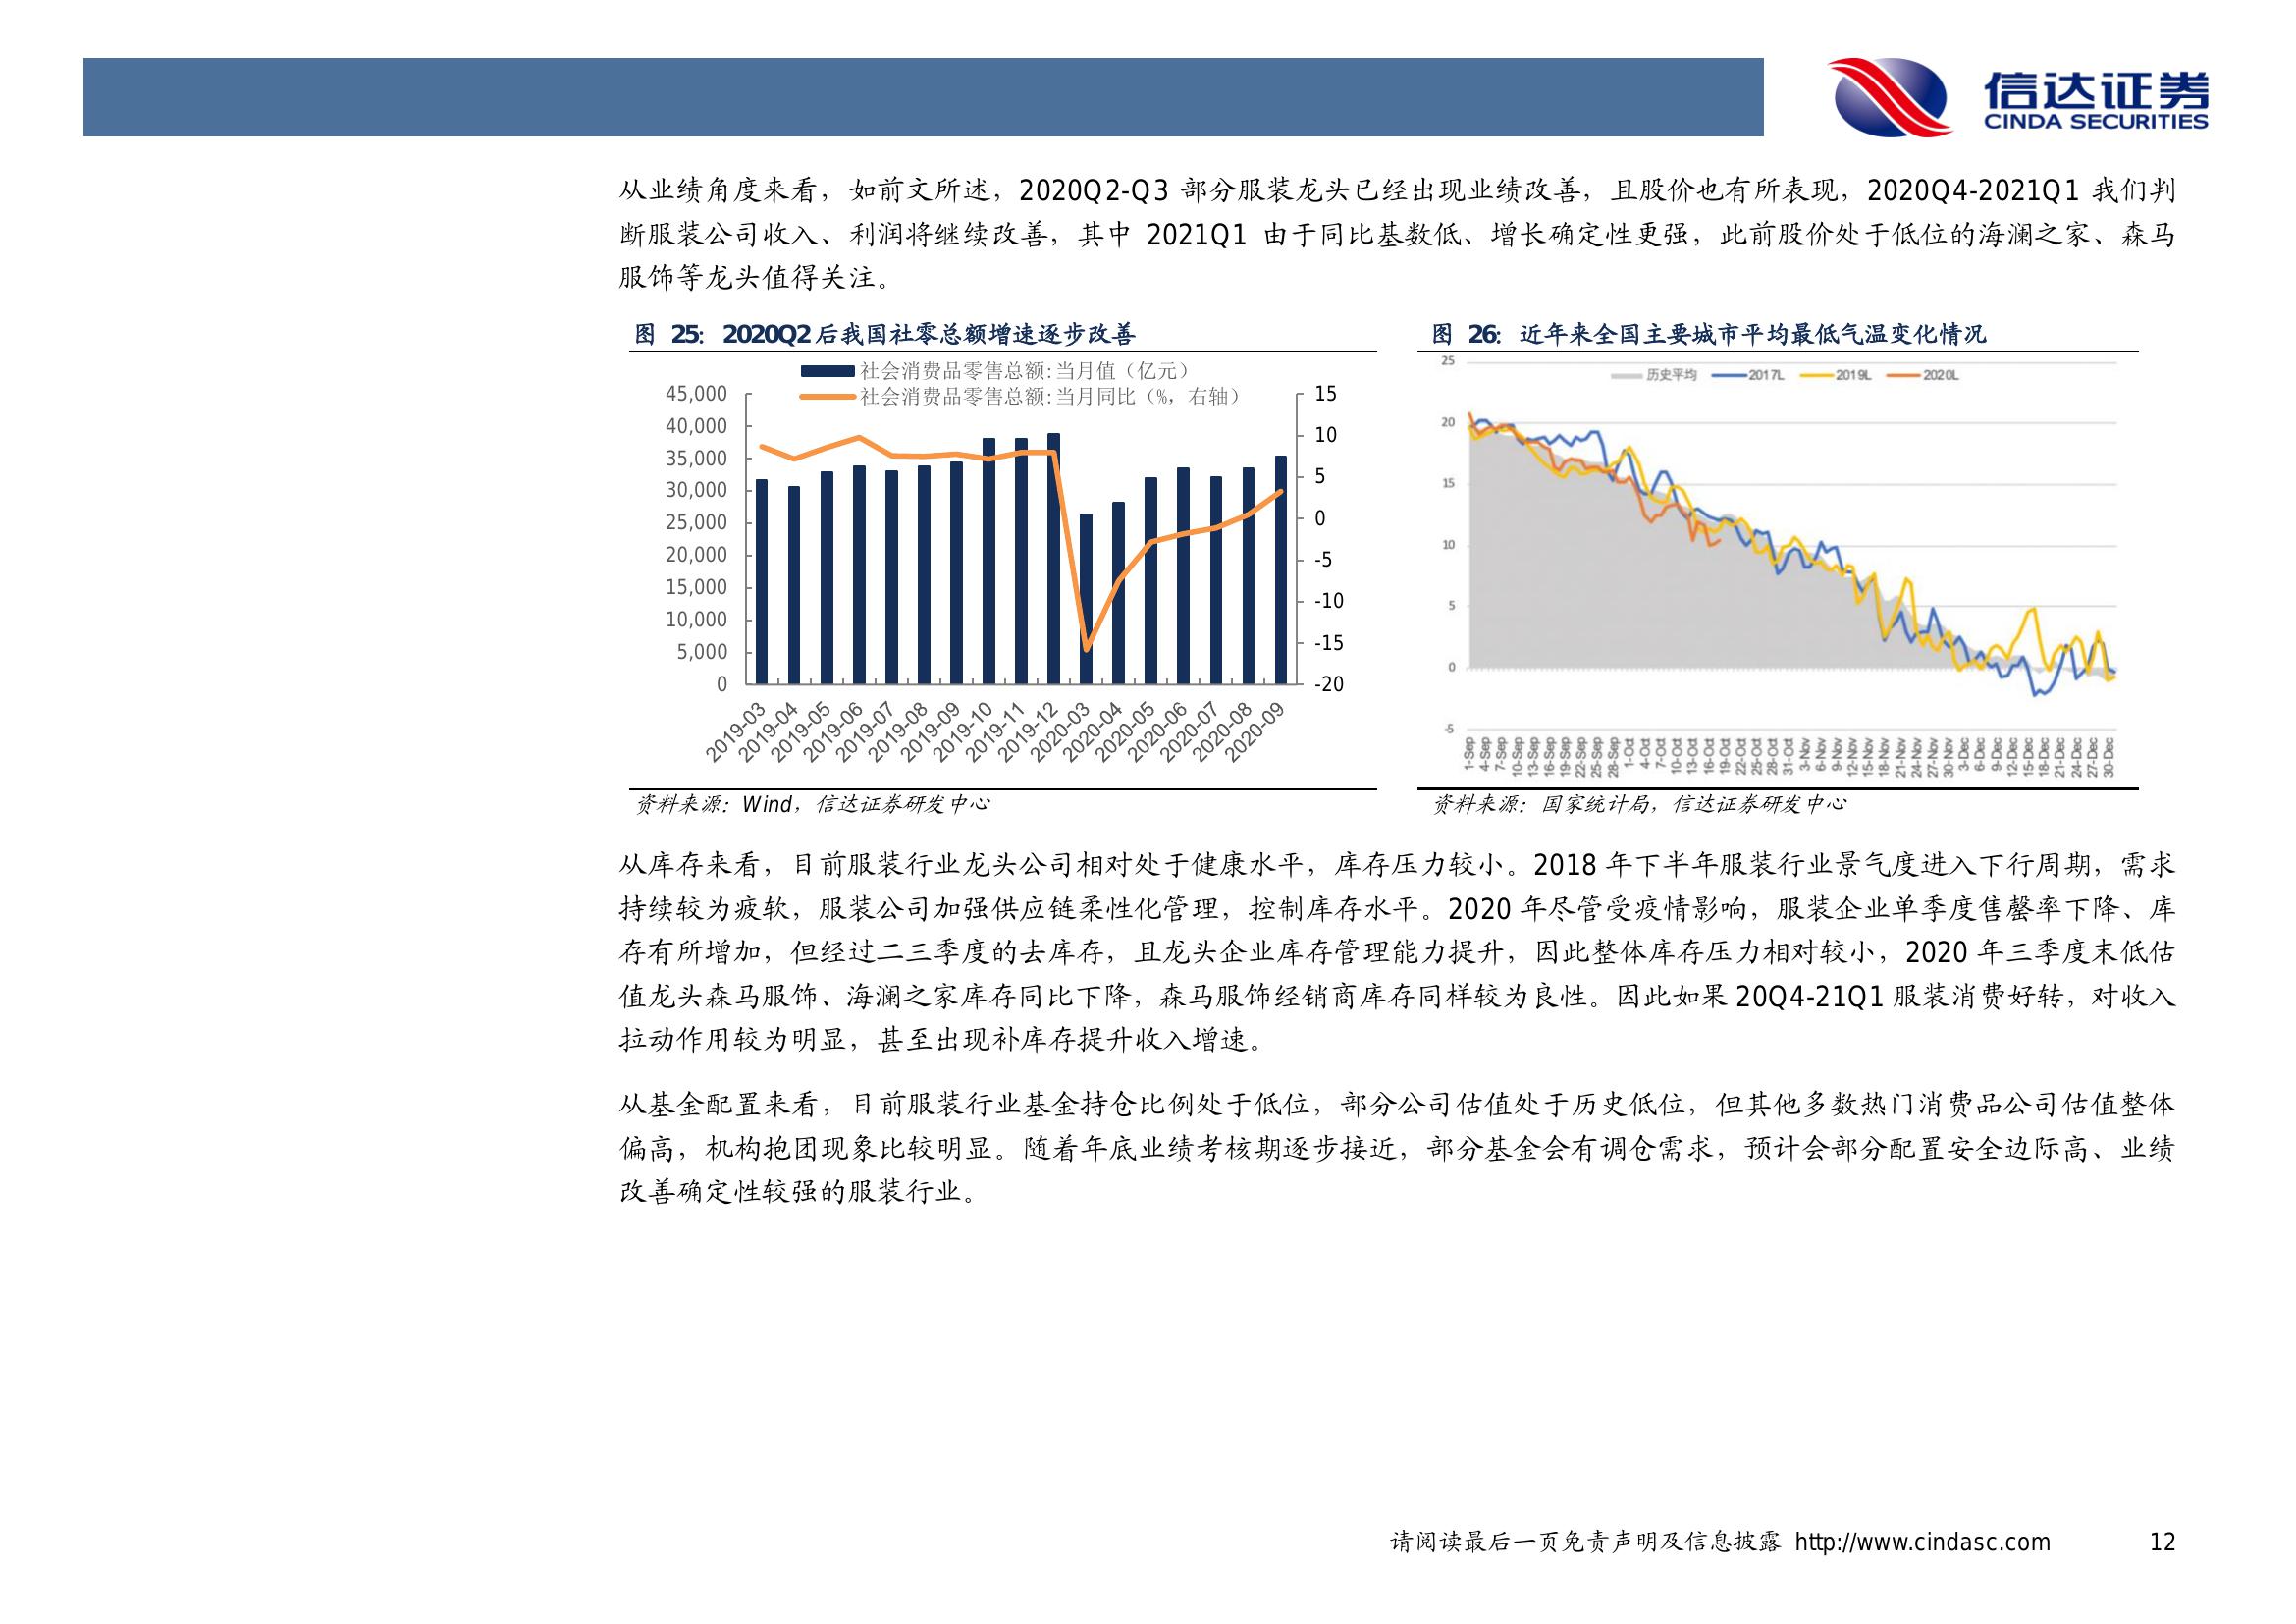 信达证券
CINDA SECURITIES
从业绩角度来看，如前文所述，2020Q2-Q3 部分服装龙头已经出现业绩改善，且股价也有所表现，2020Q4-2021Q1 我们判
断服装公司收入、利润将继续改善，其中 2021Q1 由于同比基数低、增长确定性更强，此前股价处于低位的海澜之家、森马
服饰等龙头值得关注。
图 25：2020Q2 后我国社零总额增速逐步改善
社会消费品零售总额:当月值（亿元）
社会消费品零售总额:当月同比（%，右轴）
45,000
40,000
35,000
30,000
25,000
20,000
15,000
10,000
5,000
0
15
10
5
0
-5
-10
-15
-20
2019-03
2019-04
2019-05
2019-06
2019-07
2019-08
2019-09
2019-10
2019-11
2019-12
2020-03
2020-04
2020-05
2020-06
2020-07
2020-08
2020-09
资料来源：Wind，信达证券研发中心
图 26：近年来全国主要城市平均最低气温变化情况
历史平均 2017L 2019L 2020L
25
20
15
10
5
0
-5
1-Sep
4-Sep
7-Sep
10-Sep
13-Sep
16-Sep
19-Sep
22-Sep
25-Sep
28-Sep
1-Oct
4-Oct
7-Oct
10-Oct
13-Oct
16-Oct
19-Oct
22-Oct
25-Oct
28-Oct
31-Oct
3-Nov
6-Nov
9-Nov
12-Nov
15-Nov
18-Nov
21-Nov
24-Nov
27-Nov
30-Nov
3-Dec
6-Dec
9-Dec
12-Dec
15-Dec
18-Dec
21-Dec
24-Dec
27-Dec
30-Dec
资料来源：国家统计局，信达证券研发中心
从库存来看，目前服装行业龙头公司相对处于健康水平，库存压力较小。2018 年下半年服装行业景气度进入下行周期，需求
持续较为疲软，服装公司加强供应链柔性化管理，控制库存水平。2020 年尽管受疫情影响，服装企业单季度售罄率下降、库
存有所增加，但经过二三季度的去库存，且龙头企业库存管理能力提升，因此整体库存压力相对较小，2020 年三季度末低估
值龙头森马服饰、海澜之家库存同比下降，森马服饰经销商库存同样较为良性。因此如果 20Q4-21Q1 服装消费好转，对收入
拉动作用较为明显，甚至出现补库存提升收入增速。
从基金配置来看，目前服装行业基金持仓比例处于低位，部分公司估值处于历史低位，但其他多数热门消费品公司估值整体
偏高，机构抱团现象比较明显。随着年底业绩考核期逐步接近，部分基金会有调仓需求，预计会部分配置安全边际高、业绩
改善确定性较强的服装行业。
请阅读最后一页免责声明及信息披露 http://www.cindasc.com 12